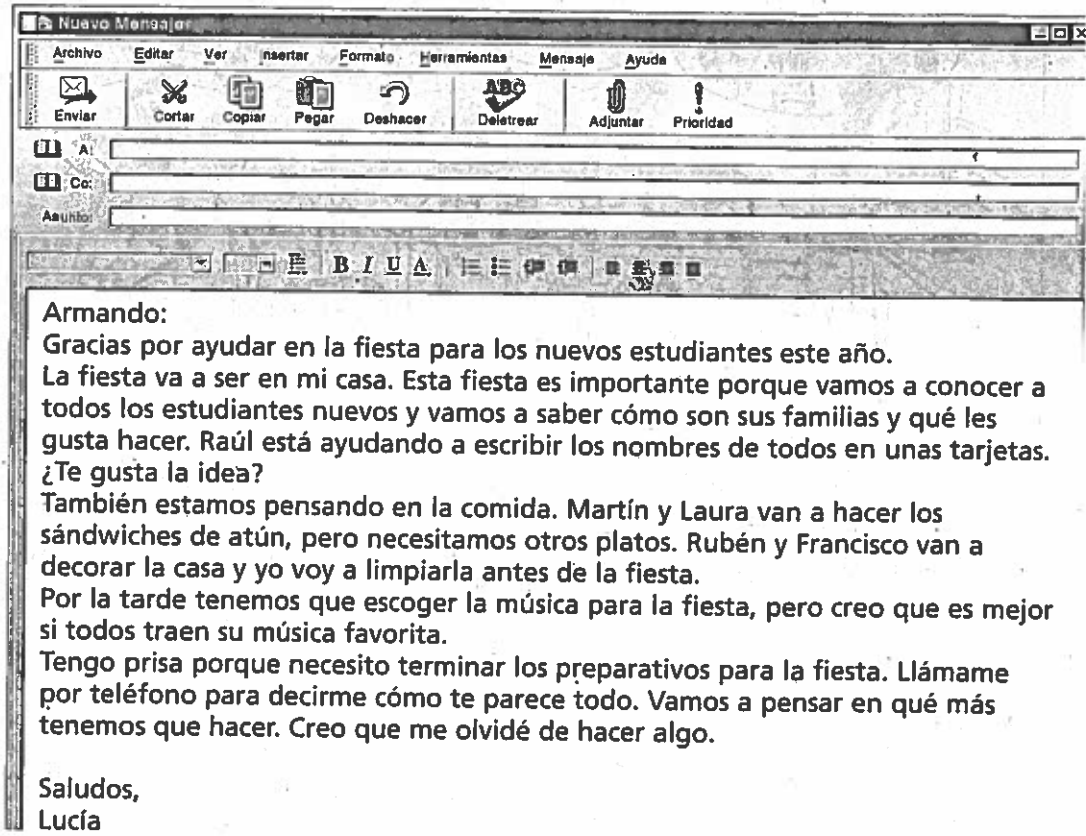 Nuevo Mensaje
Archivo Editar Ver Insertar Formato Herramientas Mensaje Ayuda
Enviar Cortar Copiar Pegar Deshacer ABC Deletrear Adjuntar Prioridad
A:
Cc:
Asunto:
B I U A
Armando:
Gracias por ayudar en la fiesta para los nuevos estudiantes este año.
La fiesta va a ser en mi casa. Esta fiesta es importante porque vamos a conocer a
todos los estudiantes nuevos y vamos a saber cómo son sus familias y qué les
gusta hacer. Raúl está ayudando a escribir los nombres de todos en unas tarjetas.
¿Te gusta la idea?
También estamos pensando en la comida. Martín y Laura van a hacer los
sándwiches de atún, pero necesitamos otros platos. Rubén y Francisco van a
decorar la casa y yo voy a limpiarla antes de la fiesta.
Por la tarde tenemos que escoger la música para la fiesta, pero creo que es mejor
si todos traen su música favorita.
Tengo prisa porque necesito terminar los preparativos para la fiesta. Llámame
por teléfono para decirme cómo te parece todo. Vamos a pensar en qué más
tenemos que hacer. Creo que me olvidé de hacer algo.
Saludos,
Lucía